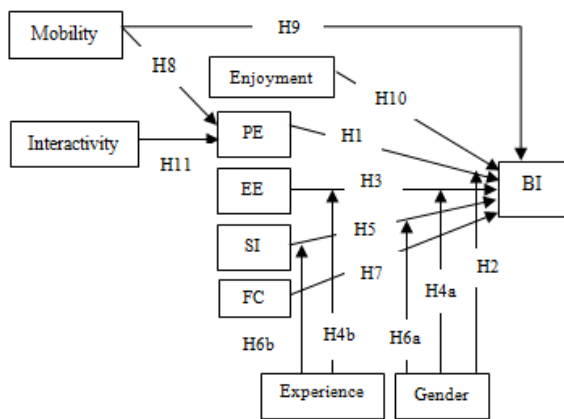 Mobility
H9
H8
Enjoyment
H10
PE
H1
Interactivity
H11
EE
H3
BI
SI
H5
H7
H2
FC
H4a
H6b
H4b
H6a
Experience
Gender